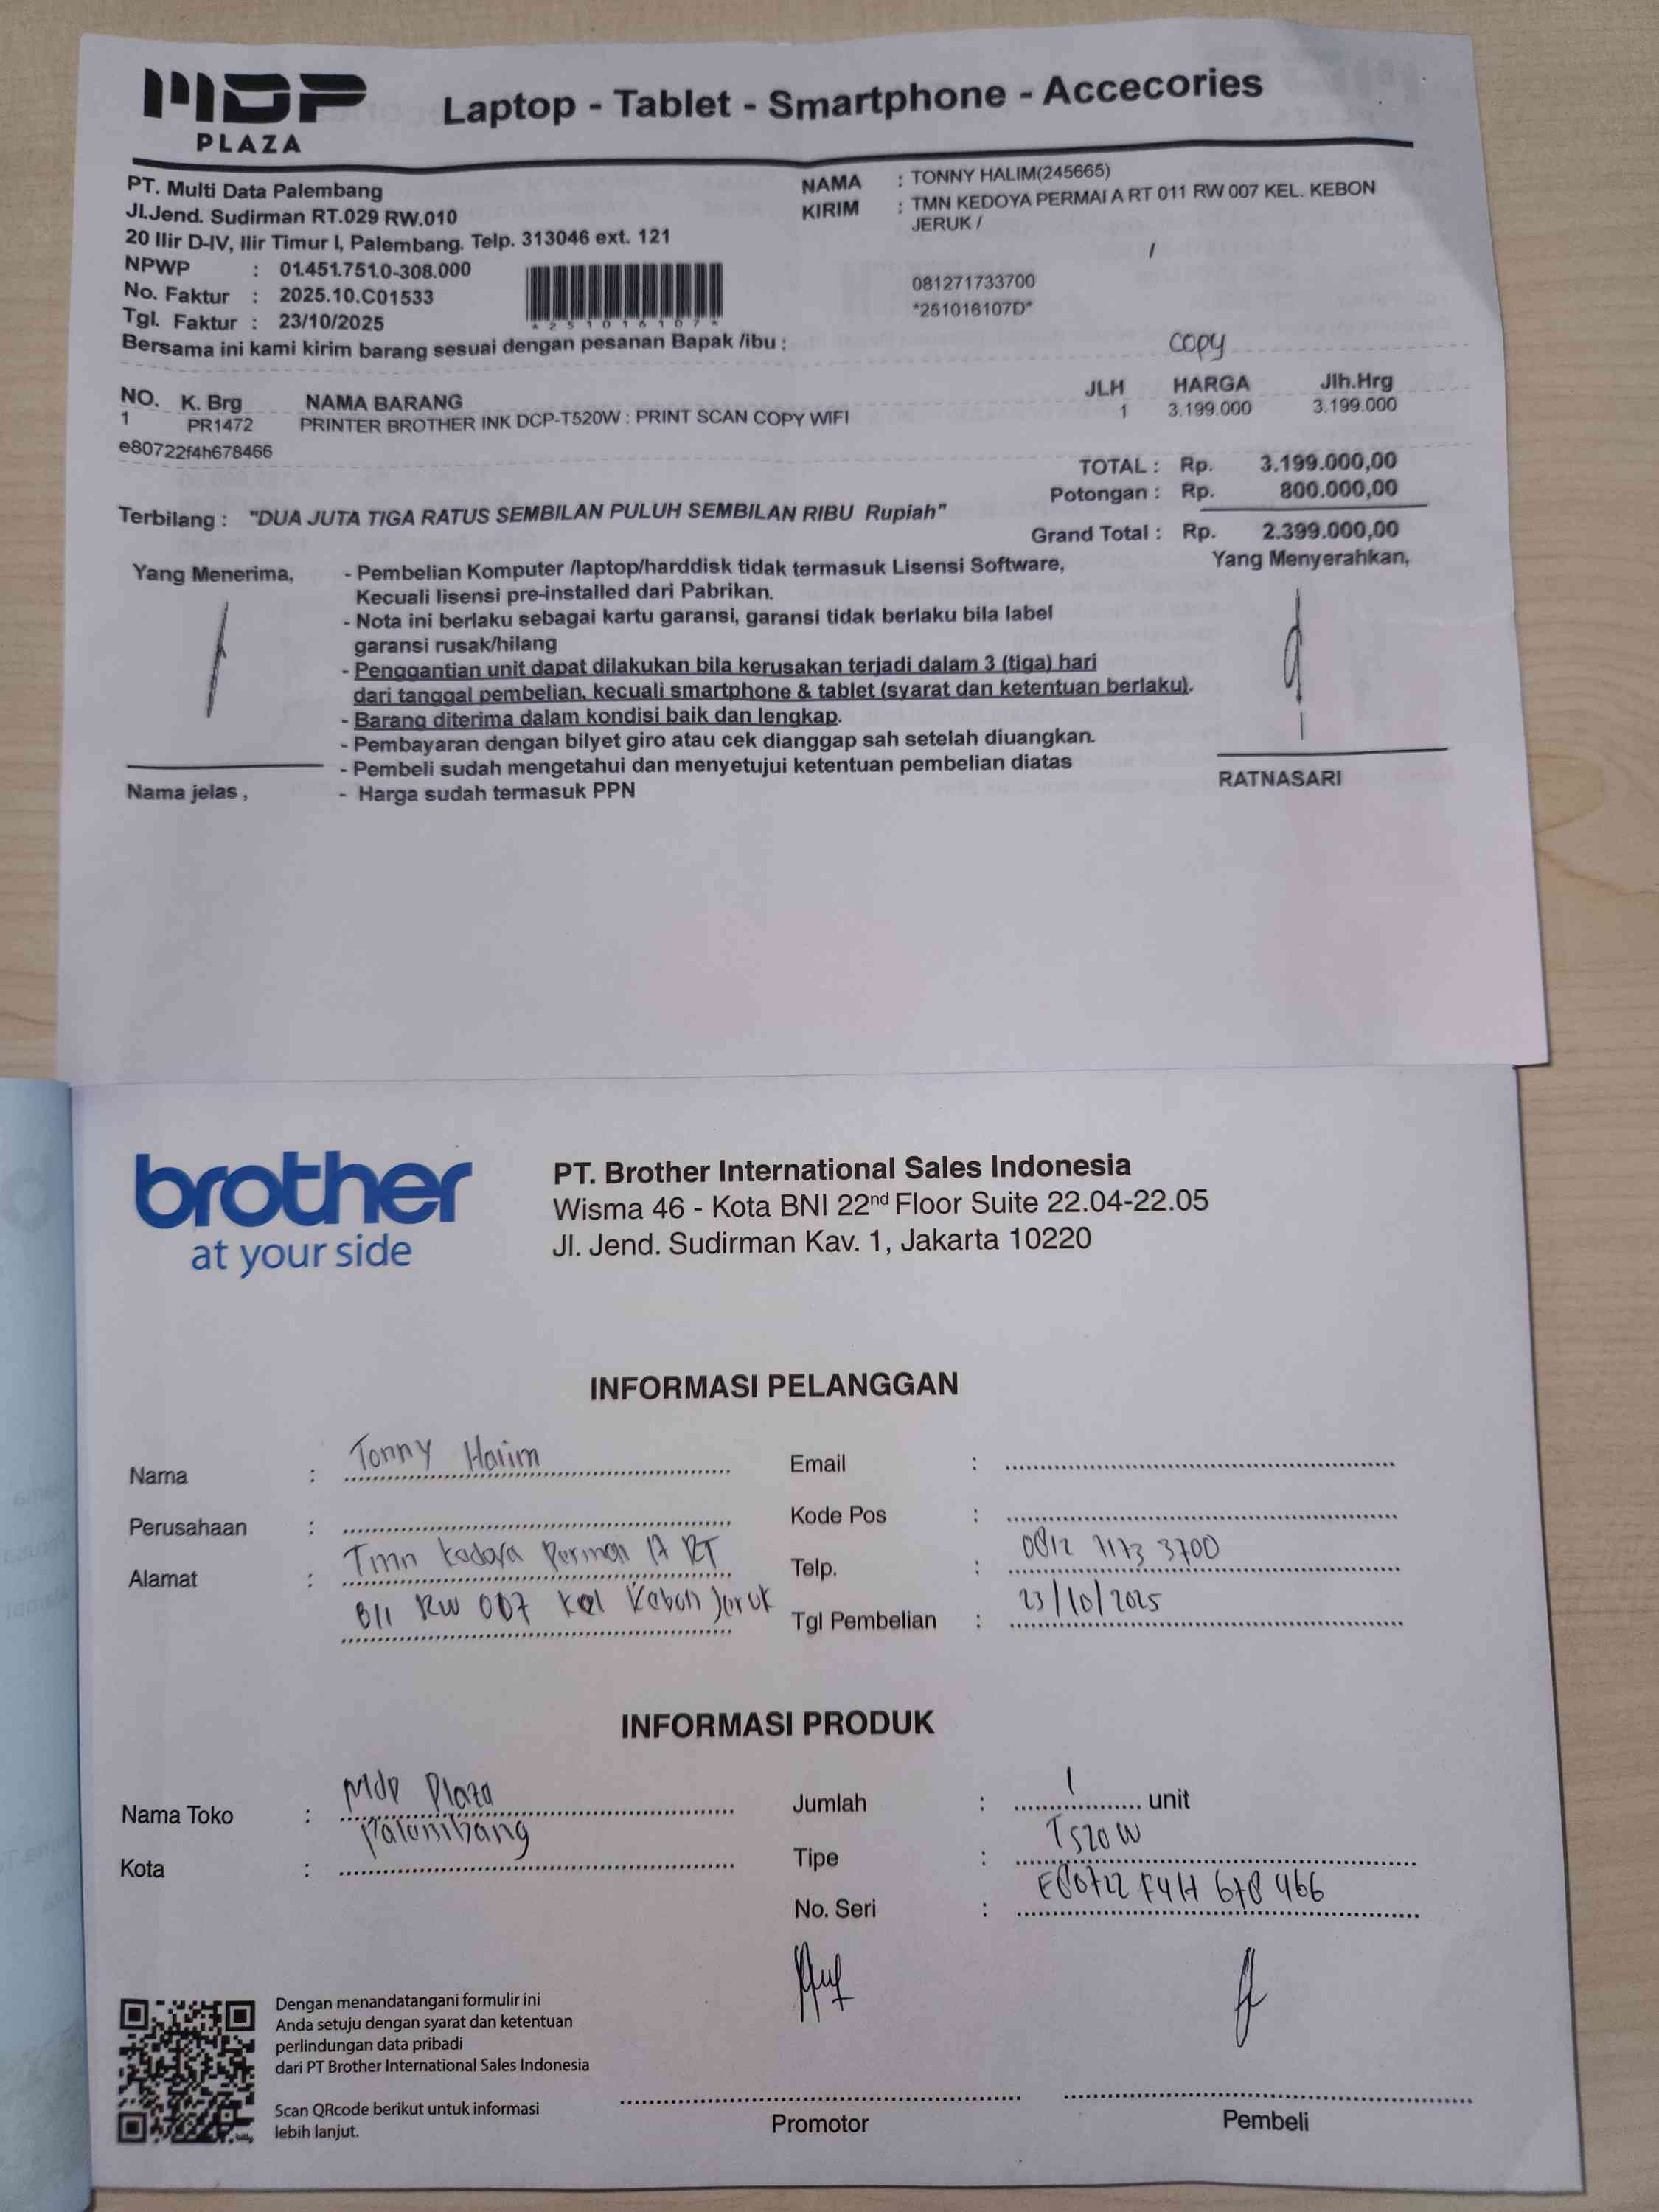 MDP PLAZA
Laptop - Tablet - Smartphone - Accecories
PT. Multi Data Palembang
Jl.Jend. Sudirman RT.029 RW.010
20 Ilir D-IV, Ilir Timur I, Palembang. Telp. 313046 ext. 121
NPWP : 01.451.751.0-308.000
No. Faktur : 2025.10.C01533
Tgl. Faktur : 23/10/2025
*251016107*
NAMA : TONNY HALIM(245665)
KIRIM : TMN KEDOYA PERMAI A RT 011 RW 007 KEL. KEBON
JERUK /
/
081271733700
*251016107D*
Bersama ini kami kirim barang sesuai dengan pesanan Bapak /ibu :
copy
NO. K. Brg NAMA BARANG JLH HARGA Jlh.Hrg
1 PR1472 PRINTER BROTHER INK DCP-T520W : PRINT SCAN COPY WIFI 1 3.199.000 3.199.000
e80722f4h678466
TOTAL : Rp. 3.199.000,00
Potongan : Rp. 800.000,00
Terbilang : "DUA JUTA TIGA RATUS SEMBILAN PULUH SEMBILAN RIBU Rupiah"
Grand Total : Rp. 2.399.000,00
Yang Menerima,
- Pembelian Komputer /laptop/harddisk tidak termasuk Lisensi Software,
Kecuali lisensi pre-installed dari Pabrikan.
- Nota ini berlaku sebagai kartu garansi, garansi tidak berlaku bila label
garansi rusak/hilang
- Penggantian unit dapat dilakukan bila kerusakan terjadi dalam 3 (tiga) hari
dari tanggal pembelian, kecuali smartphone & tablet (syarat dan ketentuan berlaku).
- Barang diterima dalam kondisi baik dan lengkap.
- Pembayaran dengan bilyet giro atau cek dianggap sah setelah diuangkan.
- Pembeli sudah mengetahui dan menyetujui ketentuan pembelian diatas
- Harga sudah termasuk PPN
Nama jelas ,
Yang Menyerahkan,
RATNASARI
brother
at your side
PT. Brother International Sales Indonesia
Wisma 46 - Kota BNI 22nd Floor Suite 22.04-22.05
Jl. Jend. Sudirman Kav. 1, Jakarta 10220
INFORMASI PELANGGAN
Nama : Tonny Halim
Perusahaan :
Alamat : Tmn Kedoya Permai A RT
011 RW 007 Kel Kebon Jeruk
Email :
Kode Pos :
Telp. : 0812 7173 3700
Tgl Pembelian : 23/10/2025
INFORMASI PRODUK
Nama Toko : Mdp Plaza
Kota : Palembang
Jumlah : 1 unit
Tipe : T520W
No. Seri : E80722 F4H 678 466
Dengan menandatangani formulir ini
Anda setuju dengan syarat dan ketentuan
perlindungan data pribadi
dari PT Brother International Sales Indonesia
Scan QRcode berikut untuk informasi
lebih lanjut.
Promotor
Pembeli